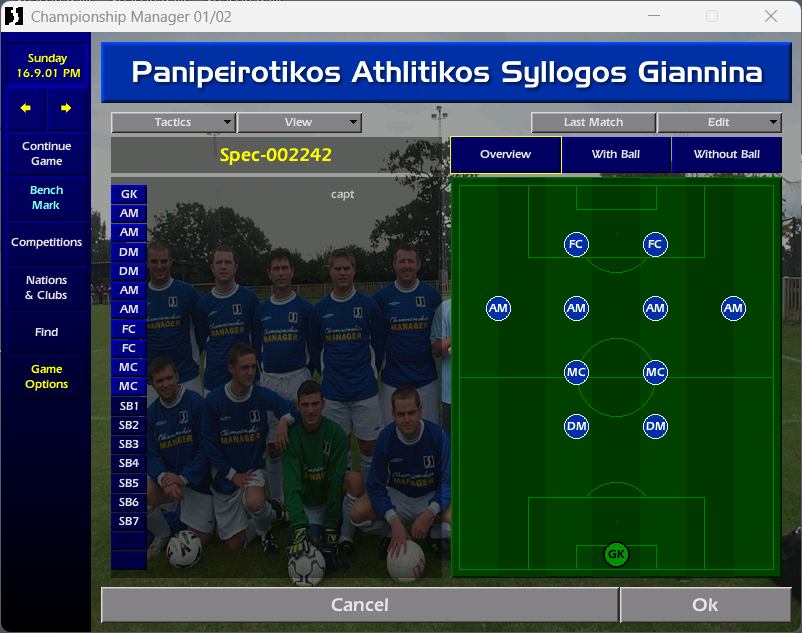 Championship Manager 01/02
Sunday
16.9.01 PM
Continue
Game
Bench
Mark
Competitions
Nations
& Clubs
Find
Game
Options
Panipeirotikos Athlitikos Syllogos Giannina
Tactics
View
Last Match
Edit
Spec-002242
Overview
With Ball
Without Ball
GK
capt
AM
AM
DM
DM
AM
AM
FC
FC
MC
MC
SB1
SB2
SB3
SB4
SB5
SB6
SB7
FC FC
AM AM AM AM
MC MC
DM DM
GK
Championship
MANAGER
Cancel
Ok